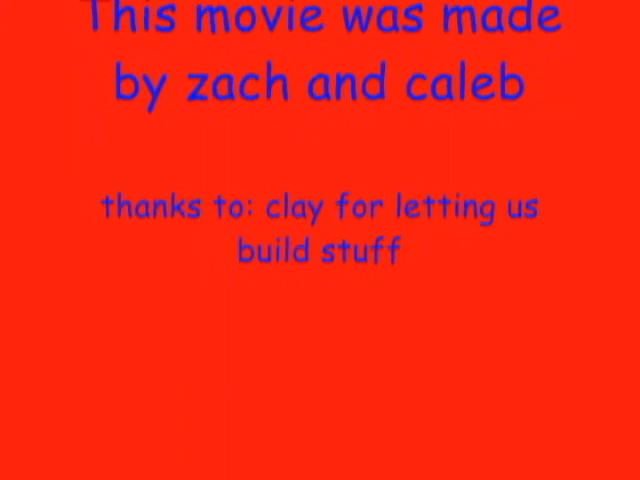 This movie was made
by zach and caleb
thanks to: clay for letting us
build stuff